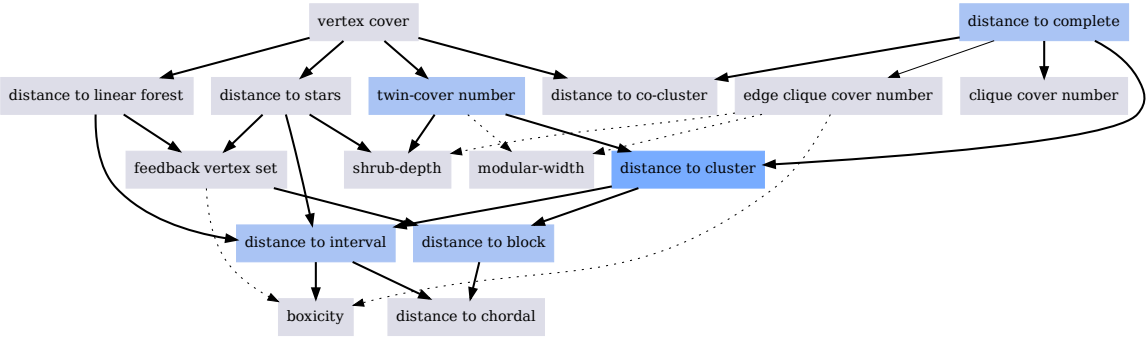 vertex cover
distance to complete
distance to linear forest
distance to stars
twin-cover number
distance to co-cluster
edge clique cover number
clique cover number
feedback vertex set
shrub-depth
modular-width
distance to cluster
distance to interval
distance to block
boxicity
distance to chordal